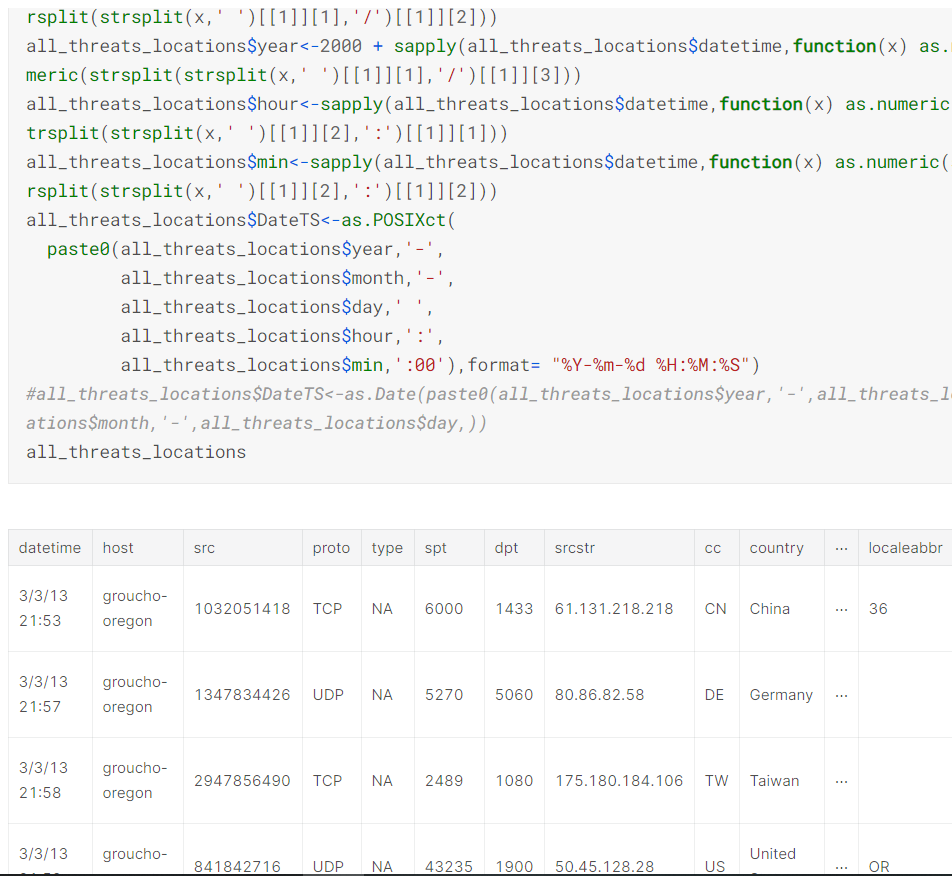 rsplit(strsplit(x,' ')[[1]][1],'/')[[1]][2]))
all_threats_locations$year<-2000 + sapply(all_threats_locations$datetime,function(x) as.
meric(strsplit(strsplit(x,' ')[[1]][1],'/')[[1]][3]))
all_threats_locations$hour<-sapply(all_threats_locations$datetime,function(x) as.numeric
trsplit(strsplit(x,' ')[[1]][2],':')[[1]][1]))
all_threats_locations$min<-sapply(all_threats_locations$datetime,function(x) as.numeric(
rsplit(strsplit(x,' ')[[1]][2],':')[[1]][2]))
all_threats_locations$DateTS<-as.POSIXct(
paste0(all_threats_locations$year,'-',
all_threats_locations$month,'-',
all_threats_locations$day,' ',
all_threats_locations$hour,':',
all_threats_locations$min,':00'),format= "%Y-%m-%d %H:%M:%S")
#all_threats_locations$DateTS<-as.Date(paste0(all_threats_locations$year,'-',all_threats_l
ations$month,'-',all_threats_locations$day,))
all_threats_locations
datetime host src proto type spt dpt srcstr cc country ··· localeabbr
3/3/13 21:53 groucho-oregon 1032051418 TCP NA 6000 1433 61.131.218.218 CN China ··· 36
3/3/13 21:57 groucho-oregon 1347834426 UDP NA 5270 5060 80.86.82.58 DE Germany ···
3/3/13 21:58 groucho-oregon 2947856490 TCP NA 2489 1080 175.180.184.106 TW Taiwan ···
3/3/13 groucho- 841842716 UDP NA 43235 1900 50.45.128.28 US United ··· OR